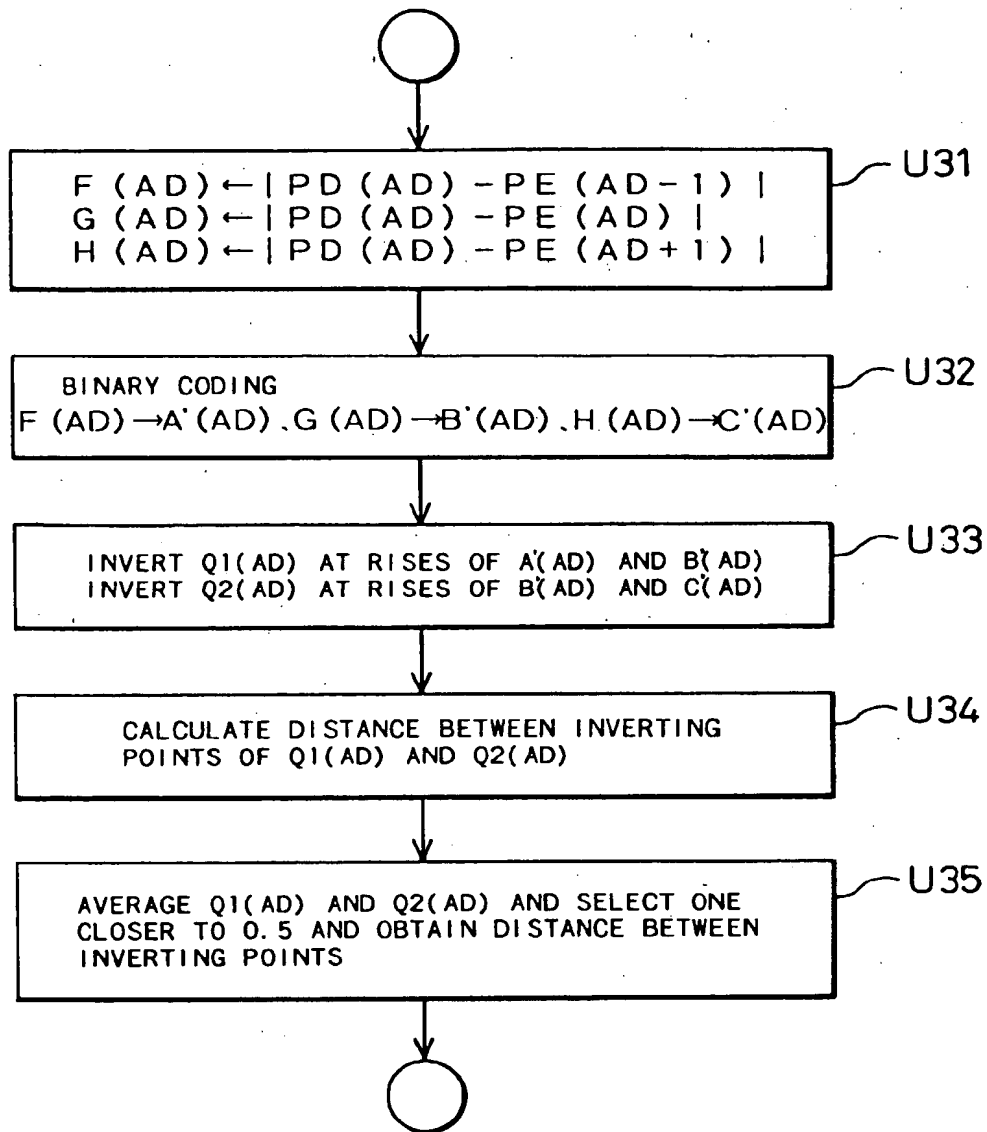 F (AD) ← | PD (AD) - PE (AD-1) |
G (AD) ← | PD (AD) - PE (AD) |
H (AD) ← | PD (AD) - PE (AD+1) |
U31
BINARY CODING
F (AD) → A'(AD) 、G (AD) → B'(AD) 、H (AD) → C'(AD)
U32
INVERT Q1(AD) AT RISES OF A'(AD) AND B'(AD)
INVERT Q2(AD) AT RISES OF B'(AD) AND C'(AD)
U33
CALCULATE DISTANCE BETWEEN INVERTING
POINTS OF Q1(AD) AND Q2(AD)
U34
AVERAGE Q1(AD) AND Q2(AD) AND SELECT ONE
CLOSER TO 0.5 AND OBTAIN DISTANCE BETWEEN
INVERTING POINTS
U35